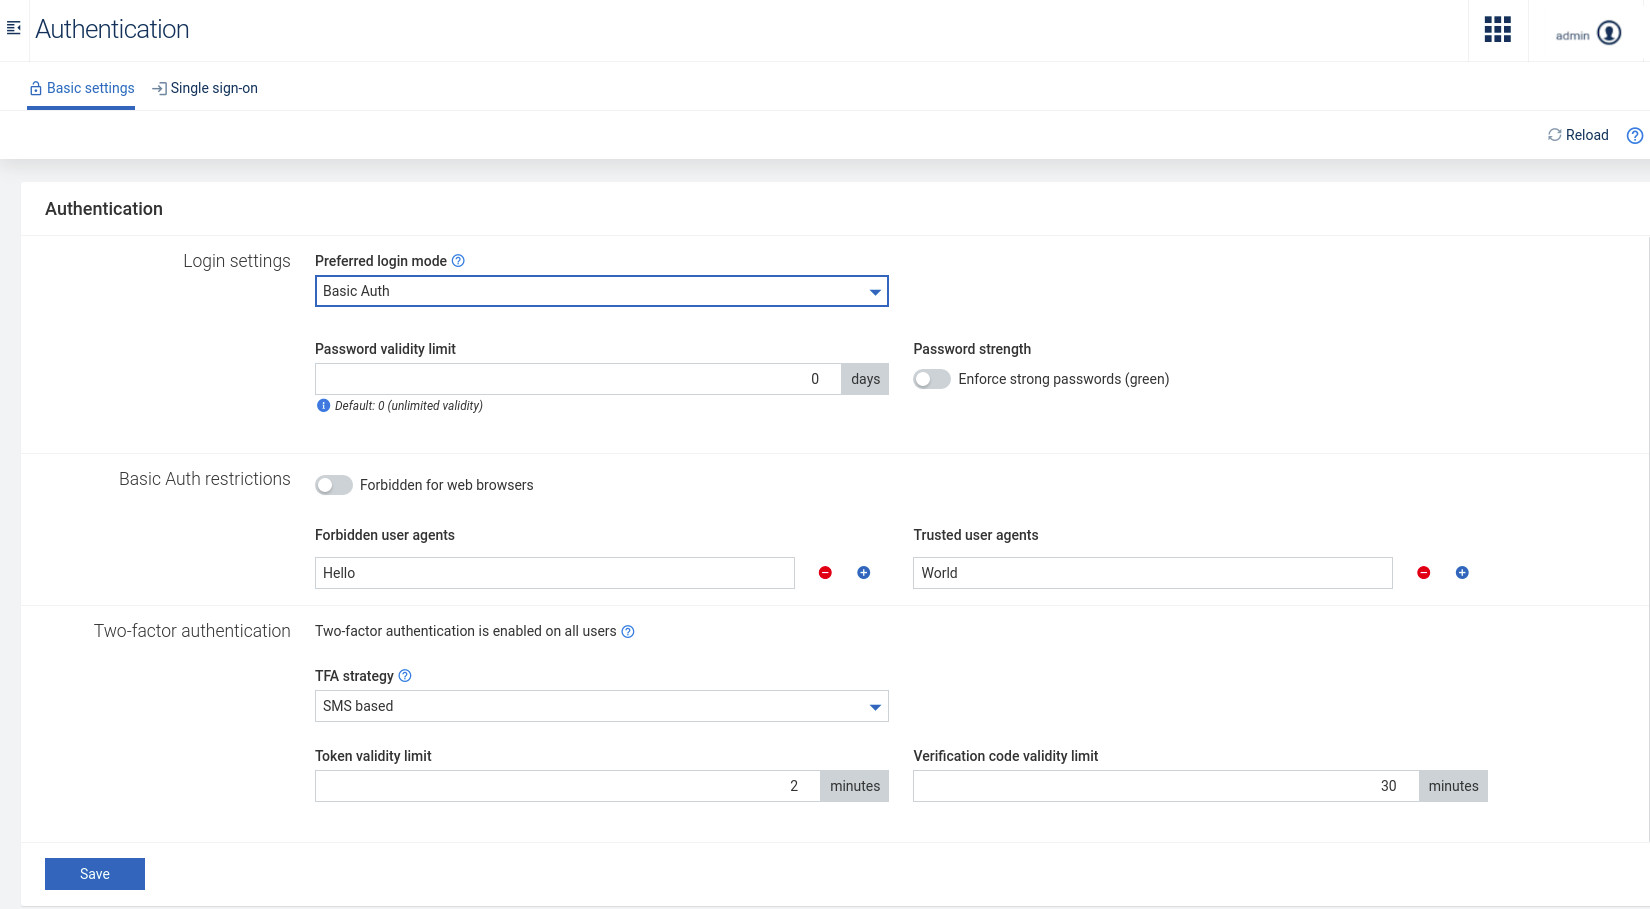 Authentication
admin
Basic settings
Single sign-on
Reload
Authentication
Login settings
Preferred login mode
Basic Auth
Password validity limit
Password strength
0 days
Enforce strong passwords (green)
Default: 0 (unlimited validity)
Basic Auth restrictions
Forbidden for web browsers
Forbidden user agents
Trusted user agents
Hello
World
Two-factor authentication
Two-factor authentication is enabled on all users
TFA strategy
SMS based
Token validity limit
Verification code validity limit
2 minutes
30 minutes
Save